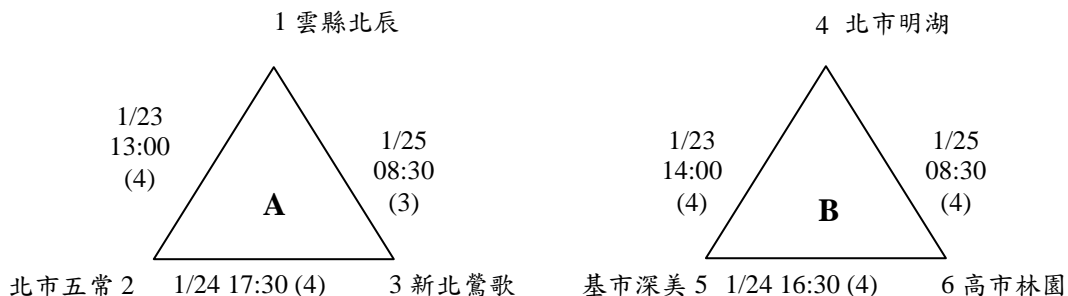 1 雲縣北辰
4 北市明湖
1/23
13:00
(4)
1/25
08:30
(3)
A
1/23
14:00
(4)
1/25
08:30
(4)
B
北市五常 2
1/24 17:30 (4)
3 新北鶯歌
基市深美 5
1/24 16:30 (4)
6 高市林園